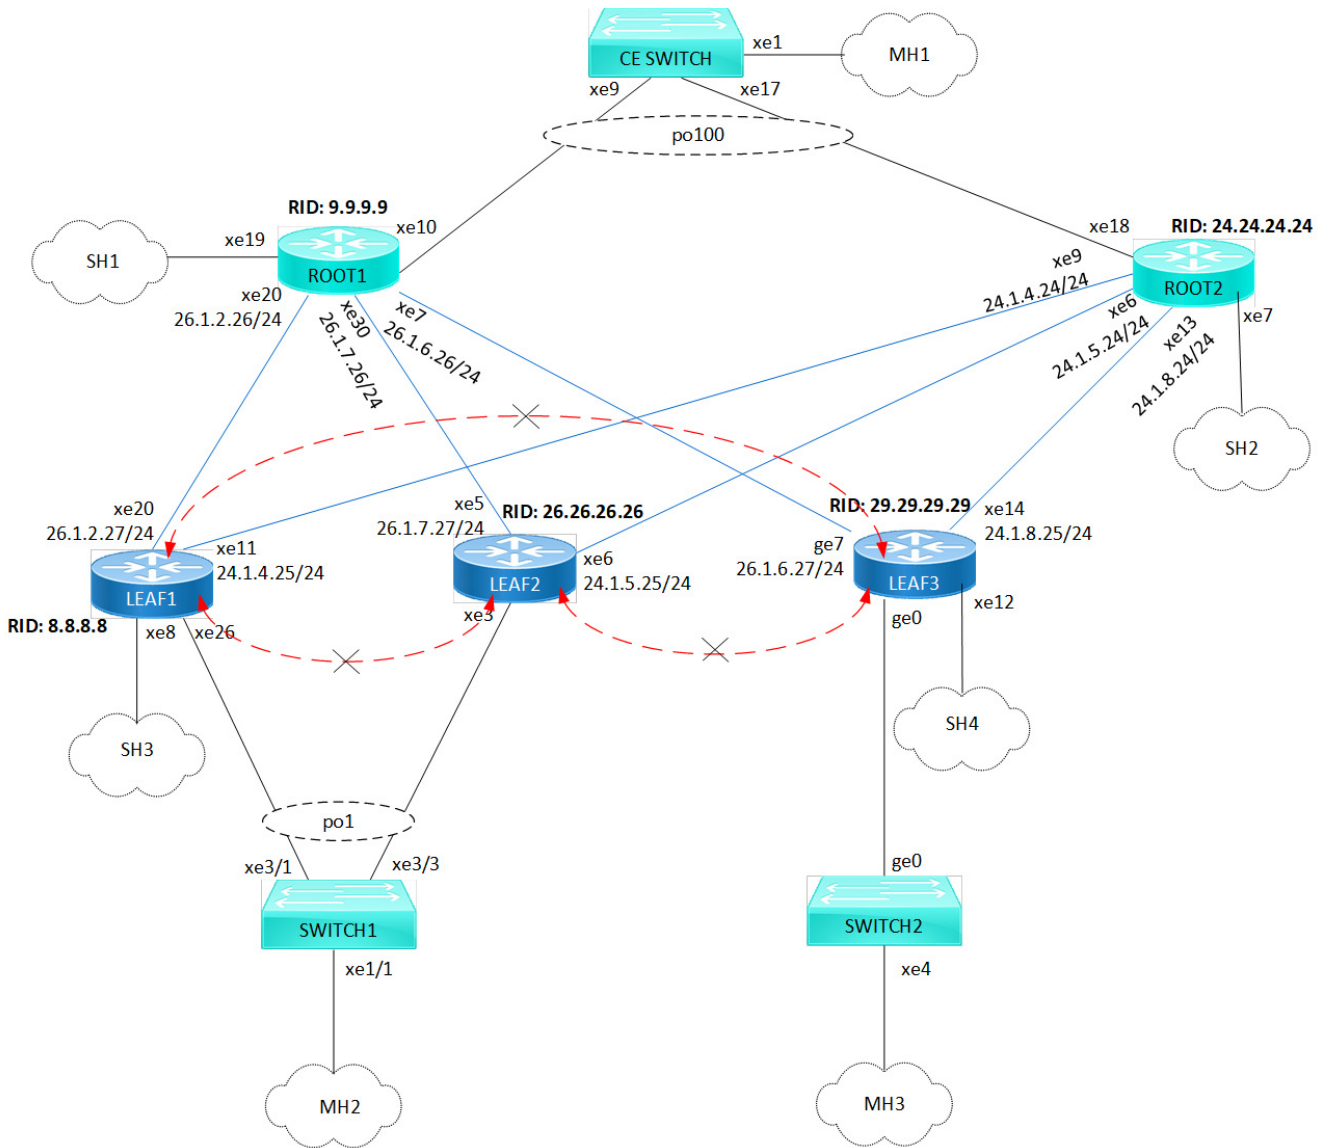 xe1
MH1
CE SWITCH
xe9
xe17
po100
RID: 9.9.9.9
xe10
xe19
SH1
ROOT1
xe20
26.1.2.26/24
xe30
26.1.7.26/24
xe7
26.1.6.26/24
xe18
RID: 24.24.24.24
xe9
24.1.4.24/24
ROOT2
xe6
24.1.5.24/24
xe13
24.1.8.24/24
xe7
SH2
xe20
26.1.2.27/24
xe11
24.1.4.25/24
LEAF1
RID: 8.8.8.8
xe8
xe26
xe5
26.1.7.27/24
RID: 26.26.26.26
xe6
24.1.5.25/24
LEAF2
xe3
RID: 29.29.29.29
xe14
24.1.8.25/24
ge7
26.1.6.27/24
LEAF3
xe12
ge0
SH3
SH4
po1
xe3/1
xe3/3
ge0
SWITCH1
SWITCH2
xe1/1
xe4
MH2
MH3